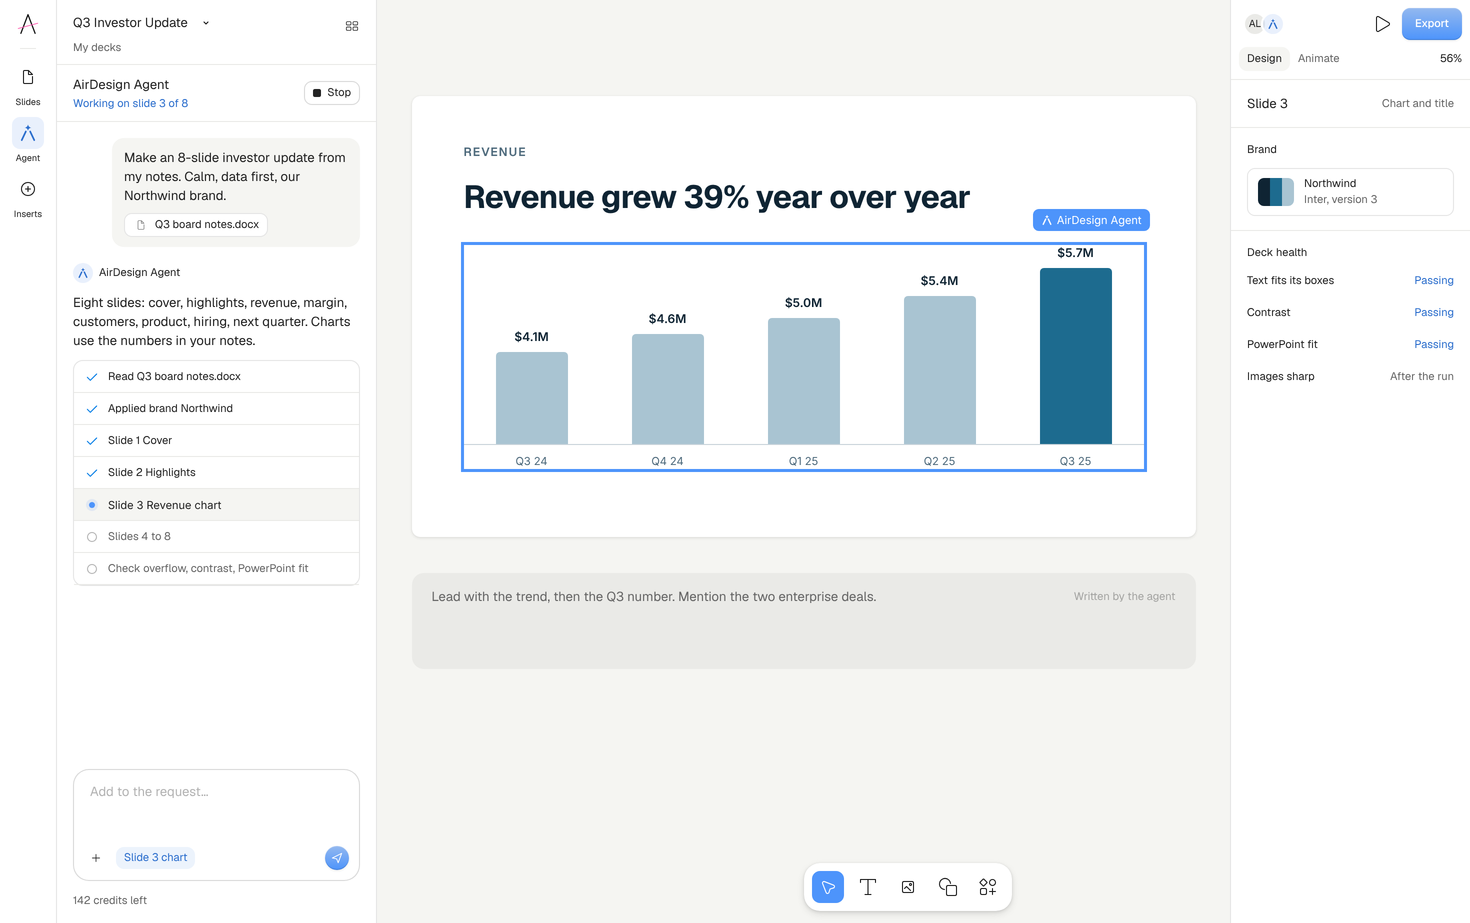 Q3 Investor Update
My decks
Slides
Agent
Inserts
AirDesign Agent
Working on slide 3 of 8
Stop
Make an 8-slide investor update from
my notes. Calm, data first, our
Northwind brand.
Q3 board notes.docx
AirDesign Agent
Eight slides: cover, highlights, revenue, margin,
customers, product, hiring, next quarter. Charts
use the numbers in your notes.
Read Q3 board notes.docx
Applied brand Northwind
Slide 1 Cover
Slide 2 Highlights
Slide 3 Revenue chart
Slides 4 to 8
Check overflow, contrast, PowerPoint fit
Add to the request...
Slide 3 chart
142 credits left
REVENUE
Revenue grew 39% year over year
AirDesign Agent
$4.1M
$4.6M
$5.0M
$5.4M
$5.7M
Q3 24
Q4 24
Q1 25
Q2 25
Q3 25
Lead with the trend, then the Q3 number. Mention the two enterprise deals.
Written by the agent
AL
Export
Design
Animate
56%
Slide 3
Chart and title
Brand
Northwind
Inter, version 3
Deck health
Text fits its boxes
Passing
Contrast
Passing
PowerPoint fit
Passing
Images sharp
After the run